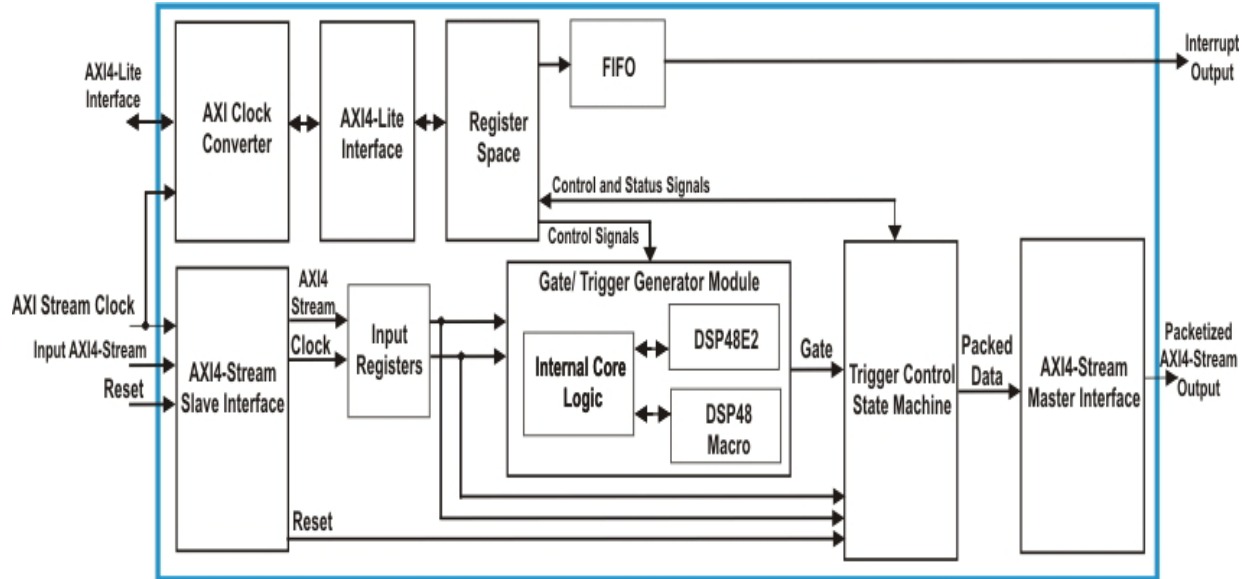 AXI4-Lite
Interface
AXI Clock
Converter
AXI4-Lite
Interface
Register
Space
FIFO
Interrupt
Output
Control and Status Signals
Control Signals
AXI Stream Clock
Input AXI4-Stream
Reset
AXI4-Stream
Slave Interface
AXI4
Stream
Clock
Reset
Input
Registers
Gate/ Trigger Generator Module
Internal Core
Logic
DSP48E2
DSP48
Macro
Gate
Trigger Control
State Machine
Packed
Data
AXI4-Stream
Master Interface
Packetized
AXI4-Stream
Output